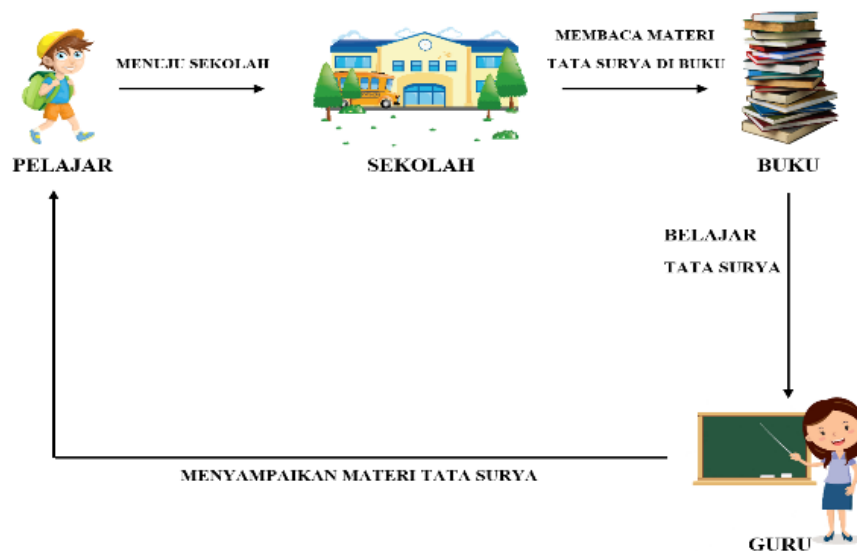 MENUJU SEKOLAH
MEMBACA MATERI
TATA SURYA DI BUKU
PELAJAR
SEKOLAH
BUKU
BELAJAR
TATA SURYA
MENYAMPAIKAN MATERI TATA SURYA
GURU